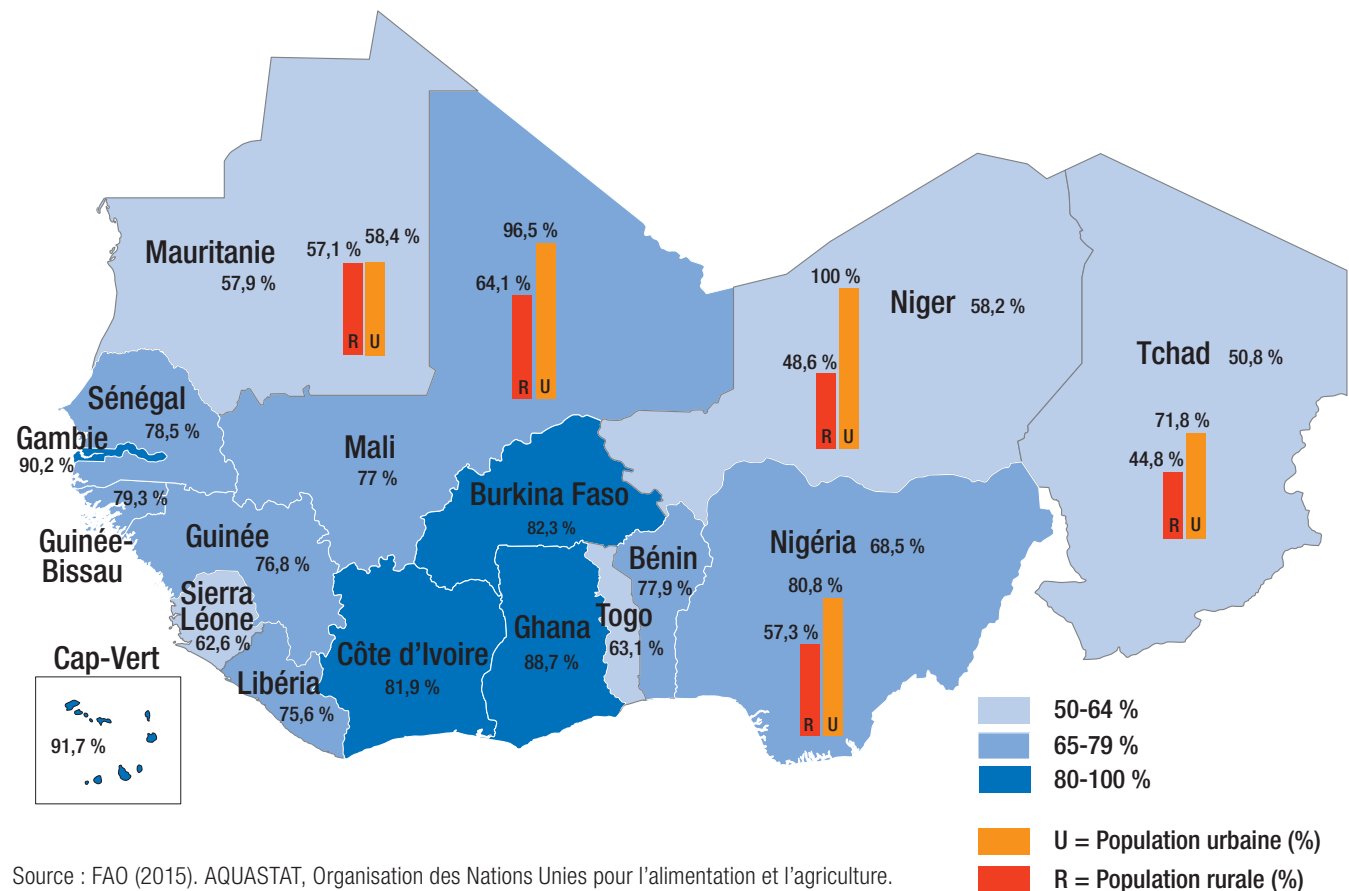 Mauritanie
57,9 %
57,1 %
58,4 %
R
U
96,5 %
64,1 %
R
U
Mali
77 %
100 %
48,6 %
R
U
Niger 58,2 %
Tchad 50,8 %
71,8 %
44,8 %
R
U
Sénégal
78,5 %
Gambie
90,2 %
79,3 %
Guinée-
Bissau
Guinée
76,8 %
Sierra
Léone
62,6 %
Libéria
75,6 %
Burkina Faso
82,3 %
Côte d'Ivoire
81,9 %
Ghana
88,7 %
Togo
63,1 %
Bénin
77,9 %
Nigéria 68,5 %
80,8 %
57,3 %
R
U
Cap-Vert
91,7 %
50-64 %
65-79 %
80-100 %
U = Population urbaine (%)
R = Population rurale (%)
Source : FAO (2015). AQUASTAT, Organisation des Nations Unies pour l'alimentation et l'agriculture.